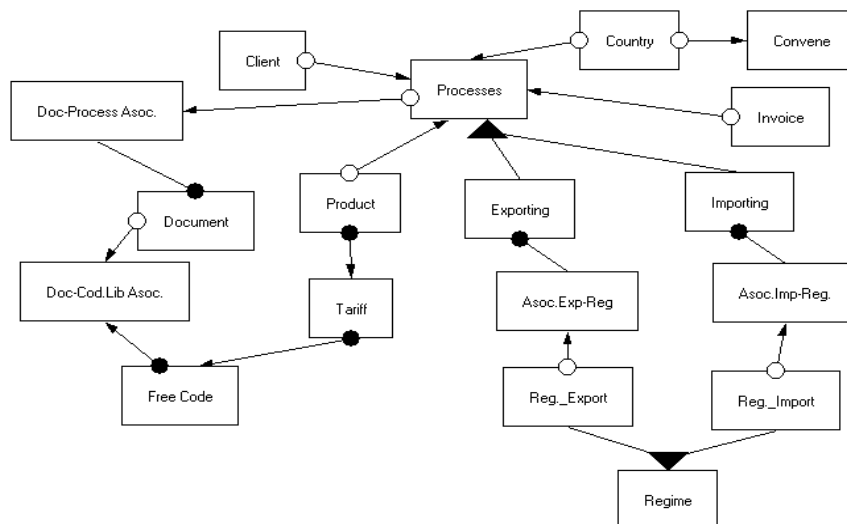 Client
Country
Convene
Processes
Doc-Process Asoc.
Invoice
Product
Exporting
Importing
Document
Doc-Cod.Lib Asoc.
Tariff
Asoc.Exp-Reg
Asoc.Imp-Reg.
Free Code
Reg._Export
Reg._Import
Regime